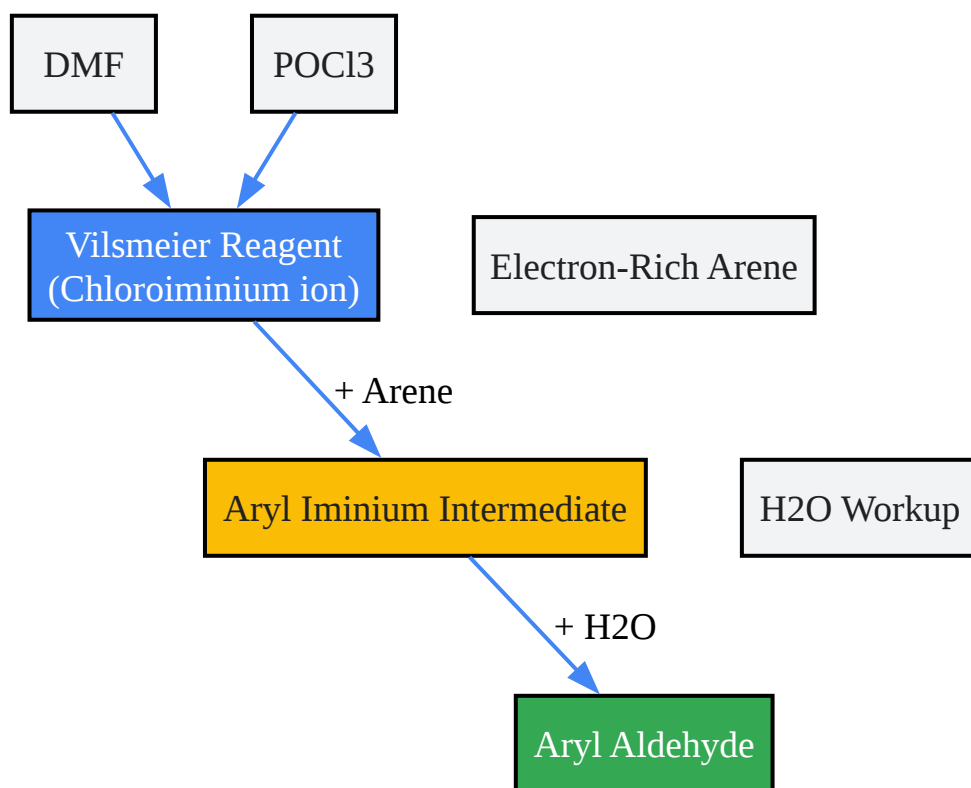 DMF
POCl3
Vilsmeier Reagent
(Chloroiminium ion)
Electron-Rich Arene
+ Arene
Aryl Iminium Intermediate
H2O Workup
+ H2O
Aryl Aldehyde